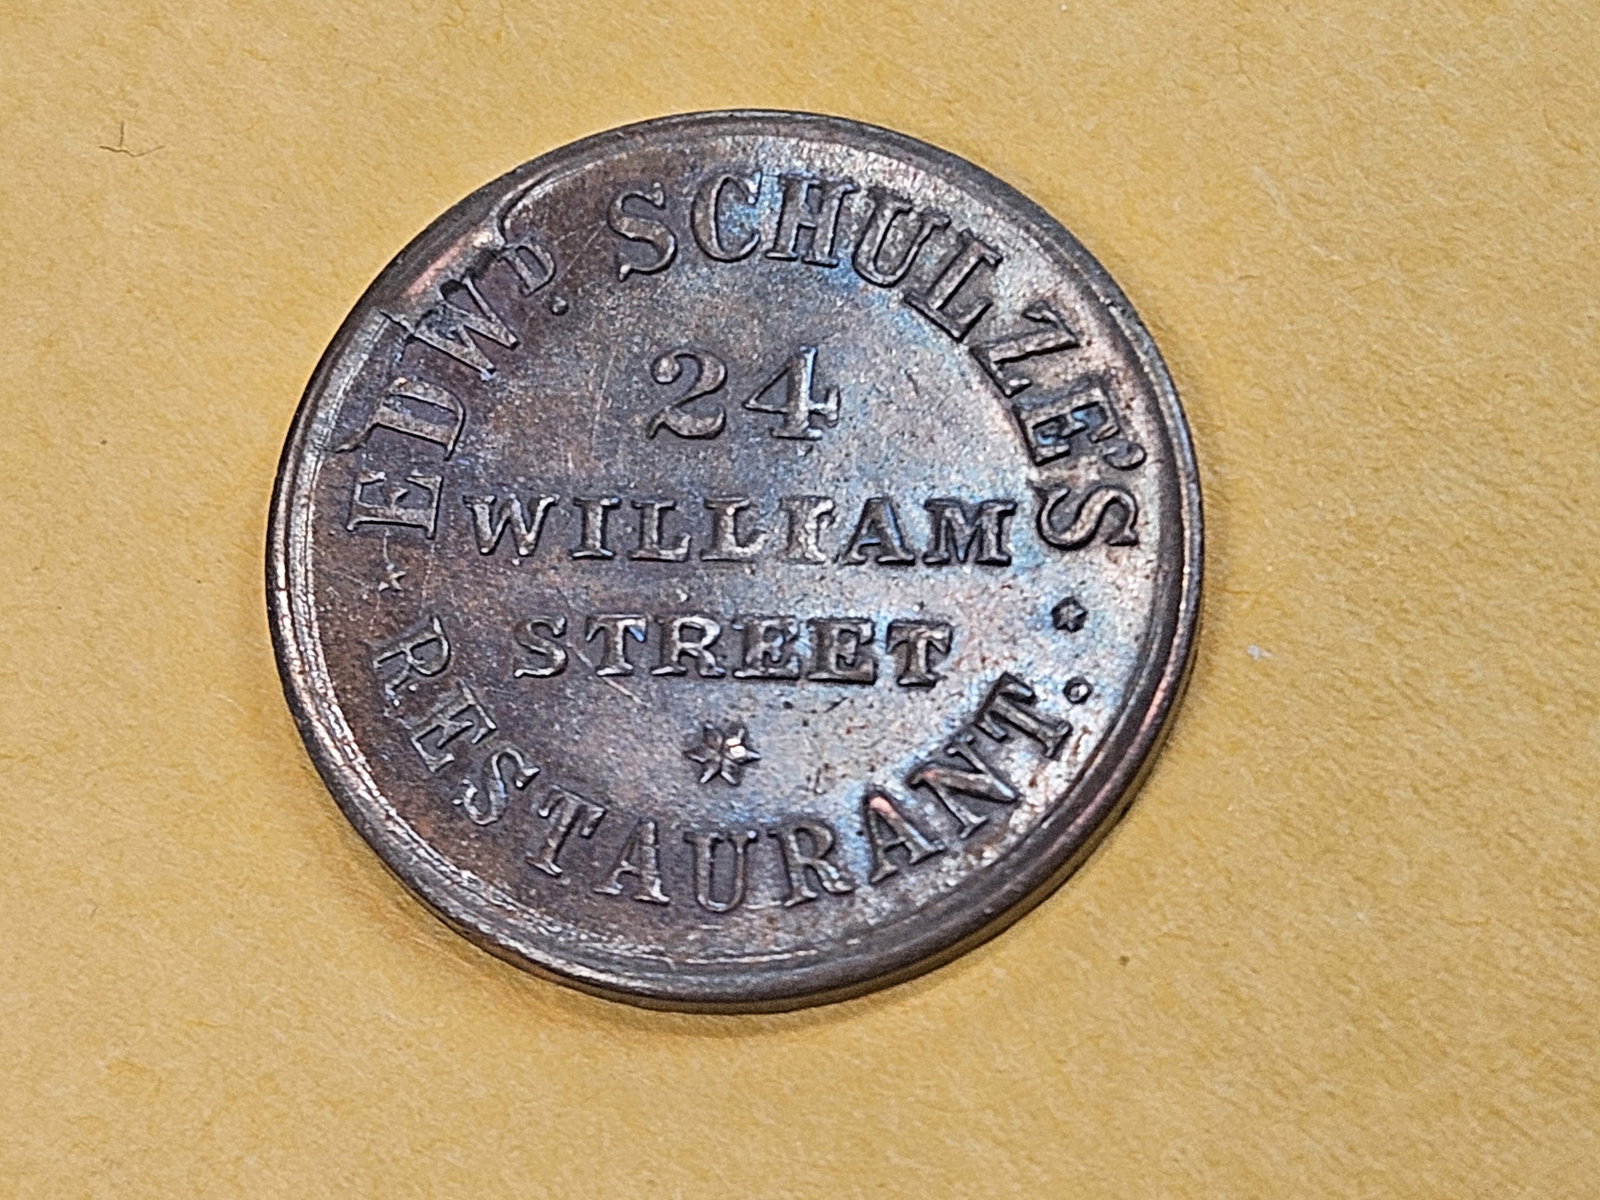 EDWD. SCHULZE'S
24
WILLIAM
STREET
RESTAURANT.